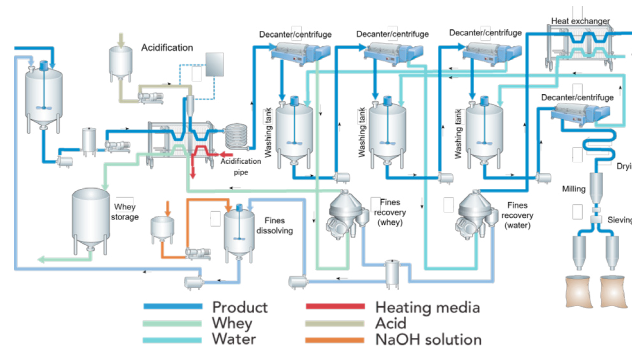 Decanter/centrifuge
Decanter/centrifuge
Decanter/centrifuge
Heat exchanger
Acidification
Decanter/centrifuge
Washing tank
Washing tank
Washing tank
Acidification
pipe
Drying
Milling
Whey
storage
Fines
dissolving
Fines
recovery
(whey)
Fines
recovery
(water)
Sieving
Product
Whey
Water
Heating media
Acid
NaOH solution